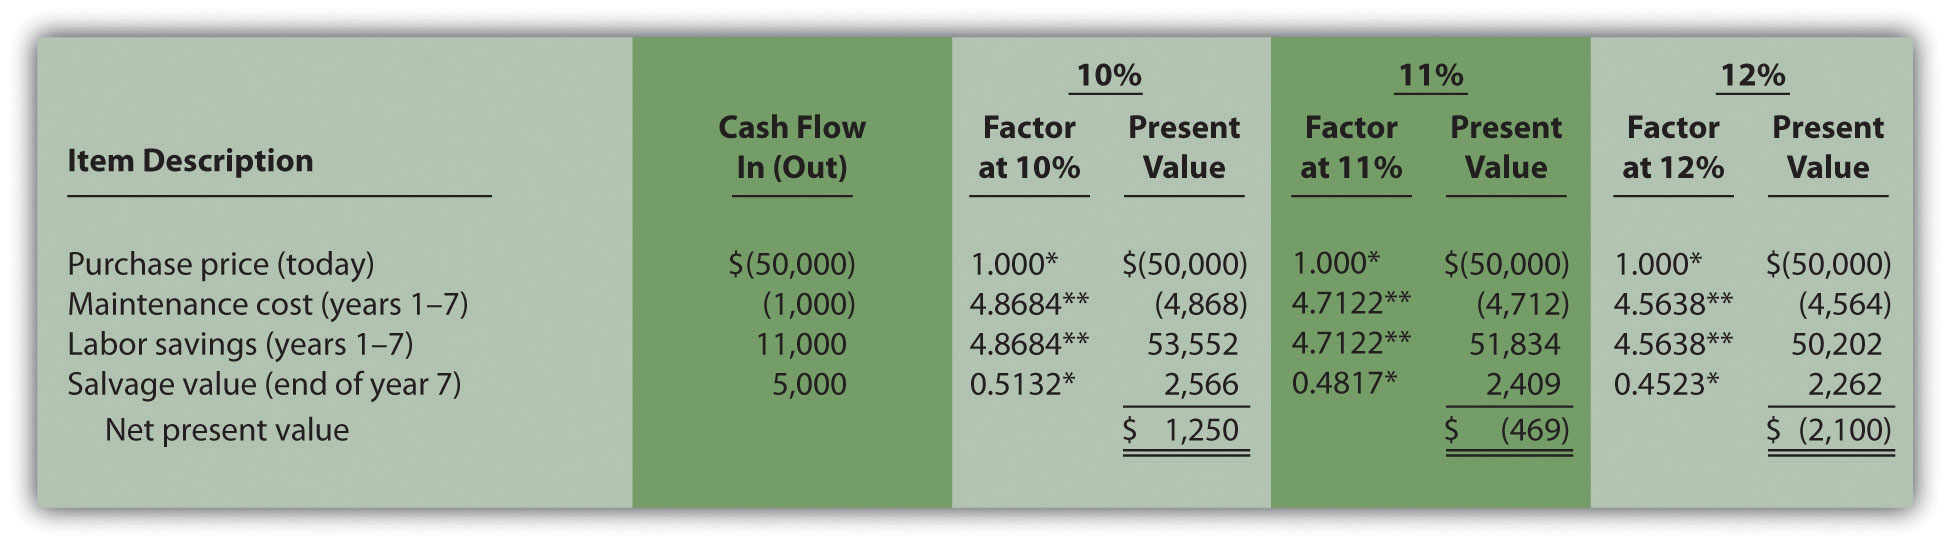 10% 11% 12%
Item Description Cash Flow In (Out) Factor at 10% Present Value Factor at 11% Present Value Factor at 12% Present Value
Purchase price (today) $(50,000) 1.000* $(50,000) 1.000* $(50,000) 1.000* $(50,000)
Maintenance cost (years 1–7) (1,000) 4.8684** (4,868) 4.7122** (4,712) 4.5638** (4,564)
Labor savings (years 1–7) 11,000 4.8684** 53,552 4.7122** 51,834 4.5638** 50,202
Salvage value (end of year 7) 5,000 0.5132* 2,566 0.4817* 2,409 0.4523* 2,262
Net present value $ 1,250 $ (469) $ (2,100)